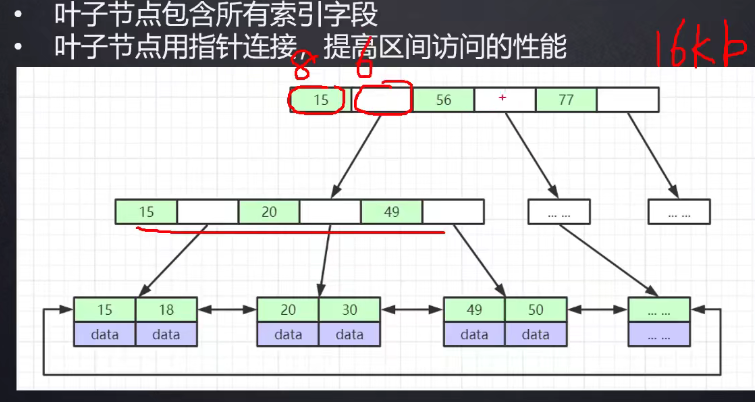 叶子节点包含所有索引字段
叶子节点用指针连接，提高区间访问的性能
16kb
8 6
15 56 + 77
15 20 49 ... ... ... ...
15 18 20 30 49 50 ... ...
data data data data data data ... ...